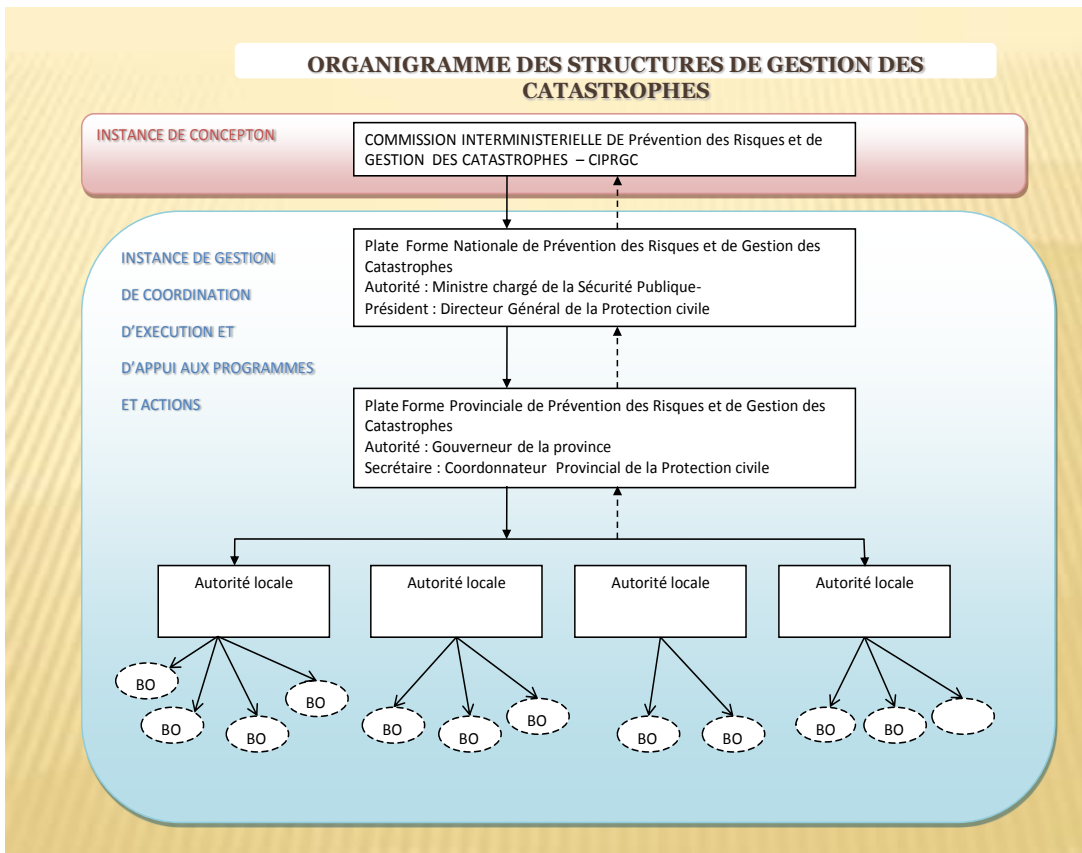 ORGANIGRAMME DES STRUCTURES DE GESTION DES
CATASTROPHES
INSTANCE DE CONCEPTON
COMMISSION INTERMINISTERIELLE DE Prévention des Risques et de
GESTION DES CATASTROPHES – CIPRGC
INSTANCE DE GESTION
DE COORDINATION
D'EXECUTION ET
D'APPUI AUX PROGRAMMES
ET ACTIONS
Plate Forme Nationale de Prévention des Risques et de Gestion des
Catastrophes
Autorité : Ministre chargé de la Sécurité Publique-
Président : Directeur Général de la Protection civile
Plate Forme Provinciale de Prévention des Risques et de Gestion des
Catastrophes
Autorité : Gouverneur de la province
Secrétaire : Coordonnateur Provincial de la Protection civile
Autorité locale
Autorité locale
Autorité locale
Autorité locale
BO
BO
BO
BO
BO
BO
BO
BO
BO
BO
BO